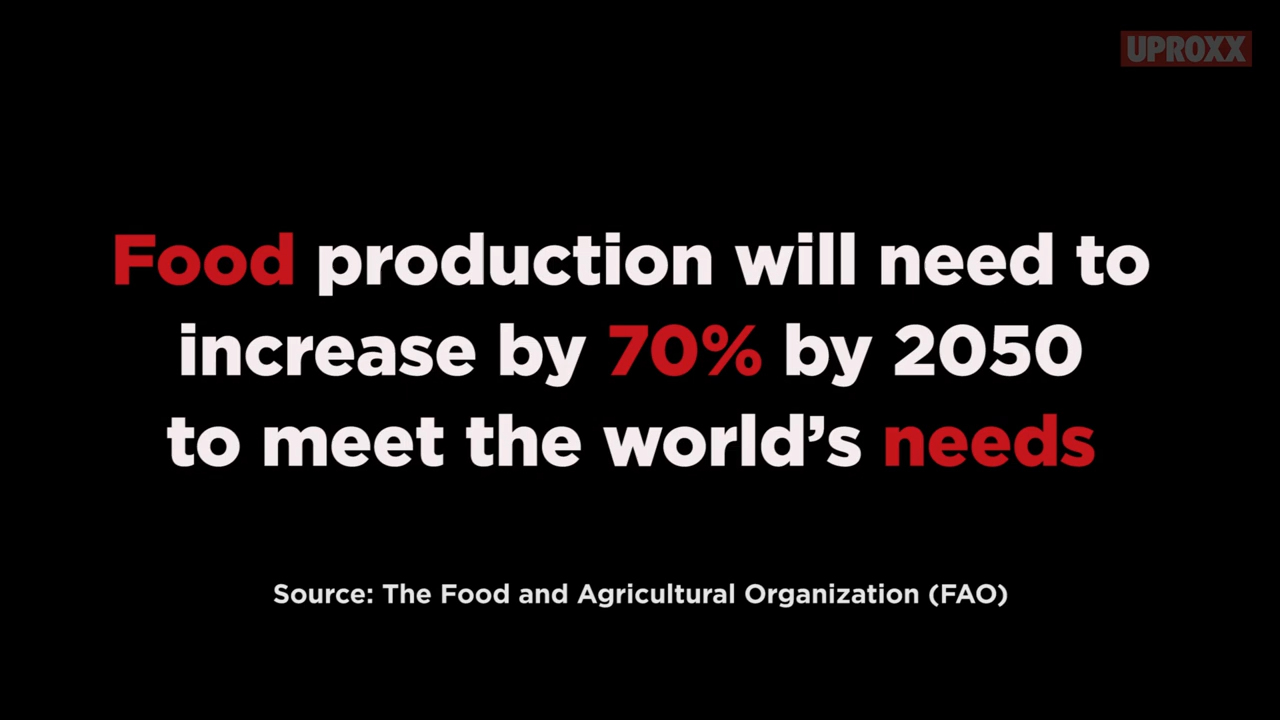 UPROXX
Food production will need to
increase by 70% by 2050
to meet the world’s needs
Source: The Food and Agricultural Organization (FAO)